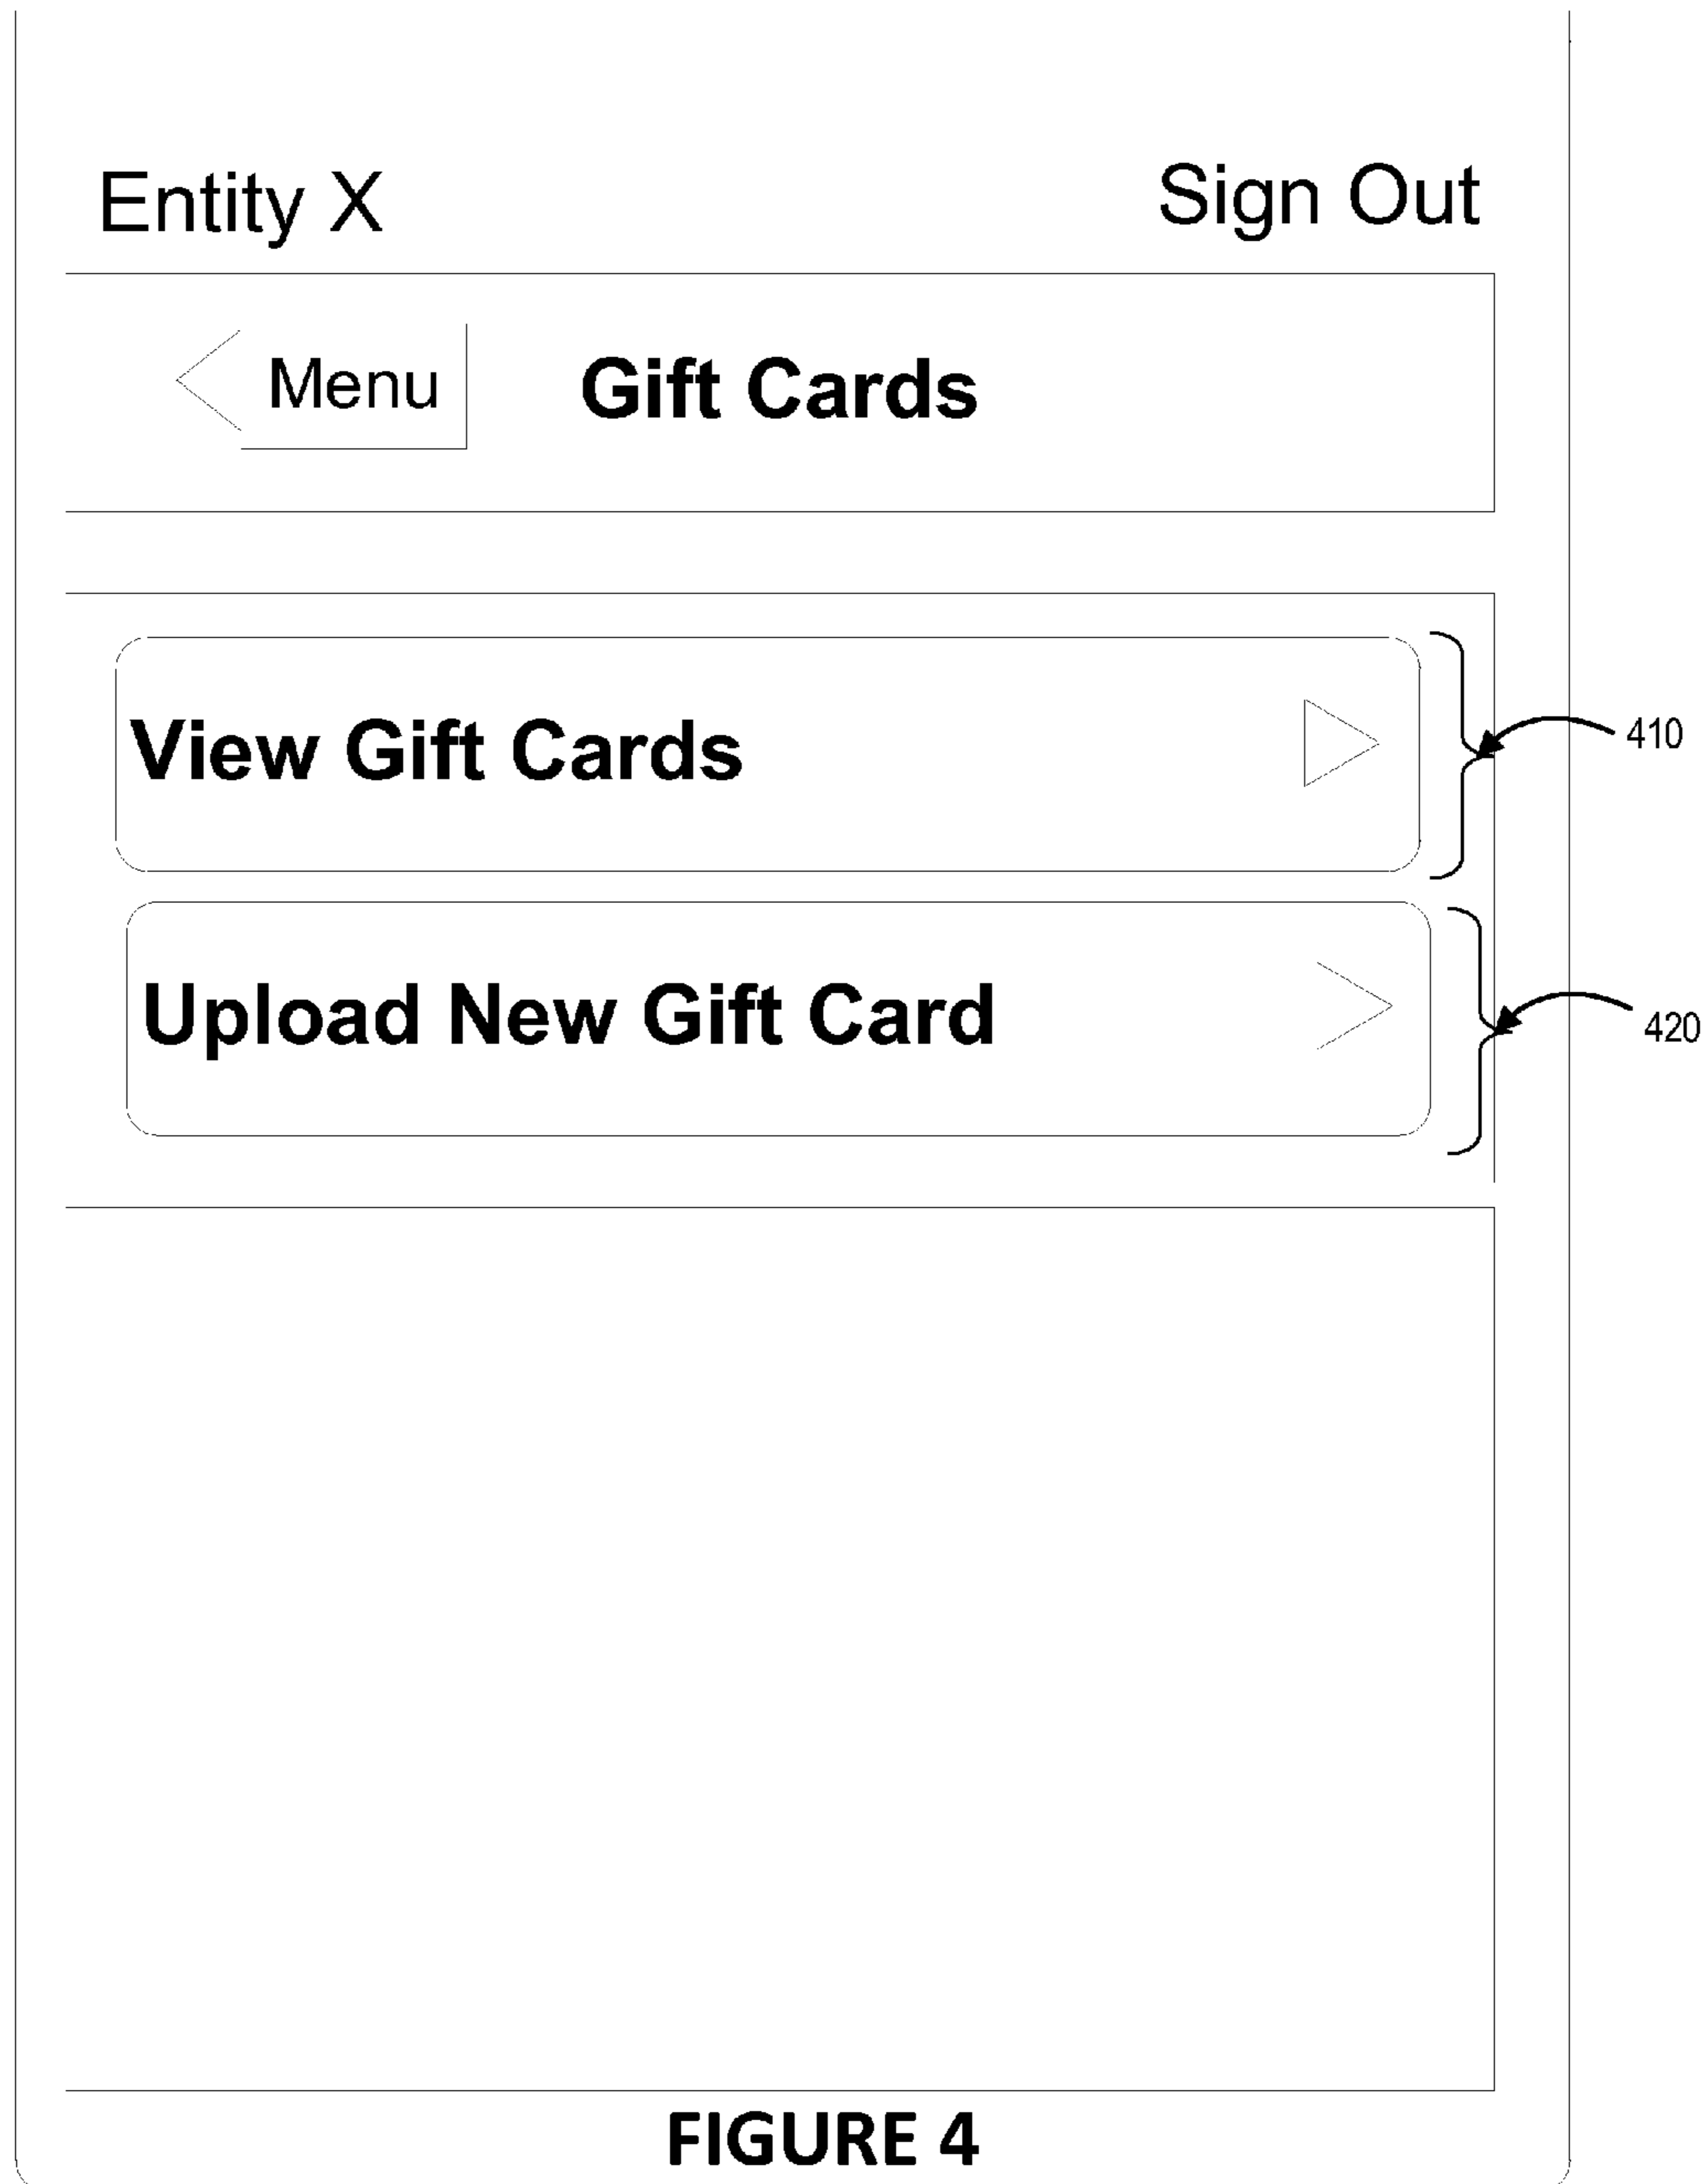 Entity X Sign Out
Menu Gift Cards
View Gift Cards
410
Upload New Gift Card
420
FIGURE 4